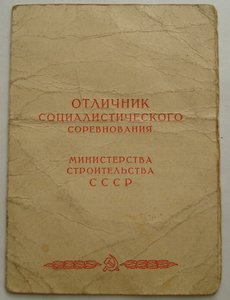 ОТЛИЧНИК
СОЦИАЛИСТИЧЕСКОГО
СОРЕВНОВАНИЯ
МИНИСТЕРСТВА
СТРОИТЕЛЬСТВА
СССР